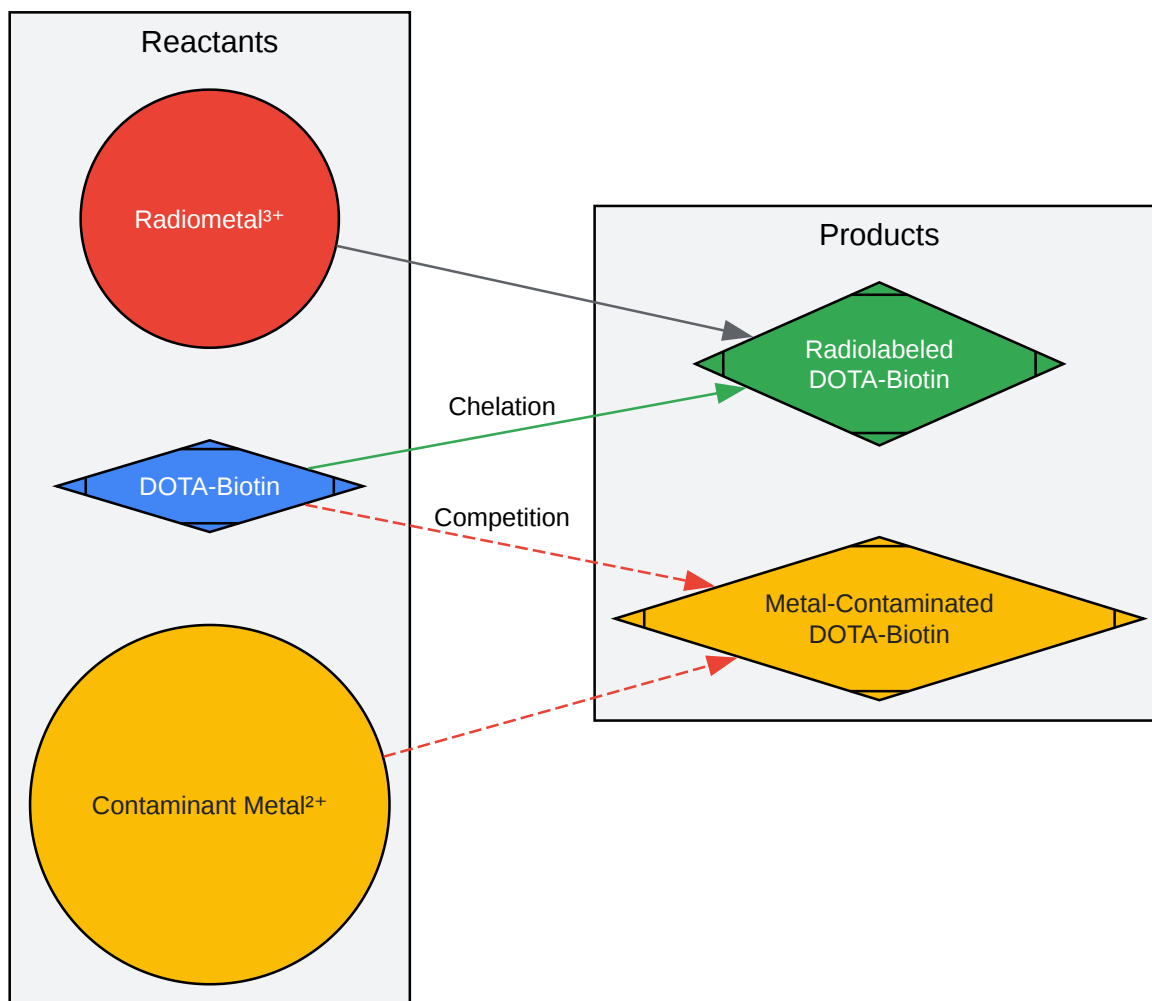 Reactants
Radiometal³⁺
DOTA-Biotin
Contaminant Metal²⁺
Chelation
Competition
Products
Radiolabeled
DOTA-Biotin
Metal-Contaminated
DOTA-Biotin